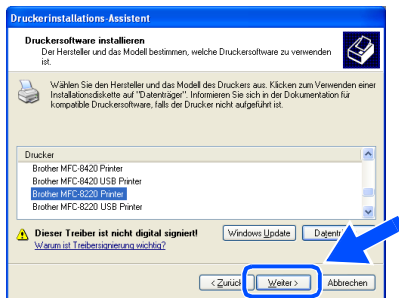 Druckerinstallations-Assistent
Druckersoftware installieren
Der Hersteller und das Modell bestimmen, welche Druckersoftware zu verwenden
ist.
Wählen Sie den Hersteller und das Modell des Druckers aus. Klicken zum Verwenden einer
Installationsdiskette auf "Datenträger". Informieren Sie sich in der Dokumentation für
kompatible Druckersoftware, falls der Drucker nicht aufgeführt ist.
Drucker
Brother MFC-8420 Printer
Brother MFC-8420 USB Printer
Brother MFC-8220 Printer
Brother MFC-8220 USB Printer
Dieser Treiber ist nicht digital signiert!
Warum ist Treibersignierung wichtig?
Windows Update
< Zurück
Weiter >
Abbrechen